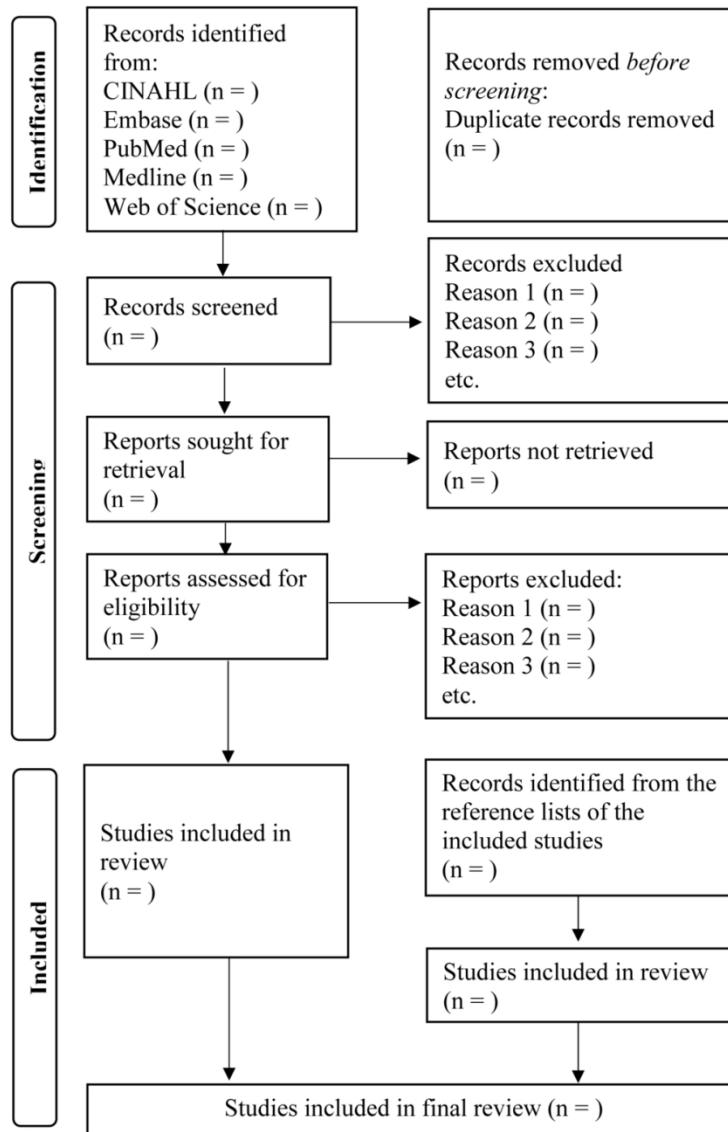 Identification
Records identified
from:
CINAHL (n = )
Embase (n = )
PubMed (n = )
Medline (n = )
Web of Science (n = )
Records removed before
screening:
Duplicate records removed
(n = )
Screening
Records screened
(n = )
Records excluded
Reason 1 (n = )
Reason 2 (n = )
Reason 3 (n = )
etc.
Reports sought for
retrieval
(n = )
Reports not retrieved
(n = )
Reports assessed for
eligibility
(n = )
Reports excluded:
Reason 1 (n = )
Reason 2 (n = )
Reason 3 (n = )
etc.
Included
Studies included in
review
(n = )
Records identified from the
reference lists of the
included studies
(n = )
Studies included in review
(n = )
Studies included in final review (n = )